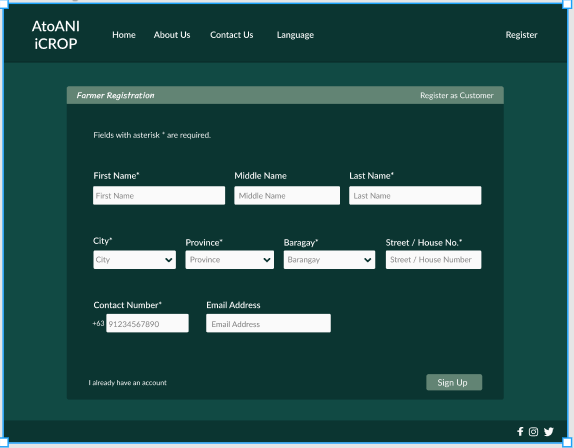 AtoANI
iCROP
Home About Us Contact Us Language Register
Farmer Registration Register as Customer
Fields with asterisk * are required.
First Name* Middle Name Last Name*
First Name Middle Name Last Name
City* Province* Baragay* Street / House No.*
City Province Barangay Street / House Number
Contact Number* Email Address
+63 91234567890 Email Address
I already have an account Sign Up